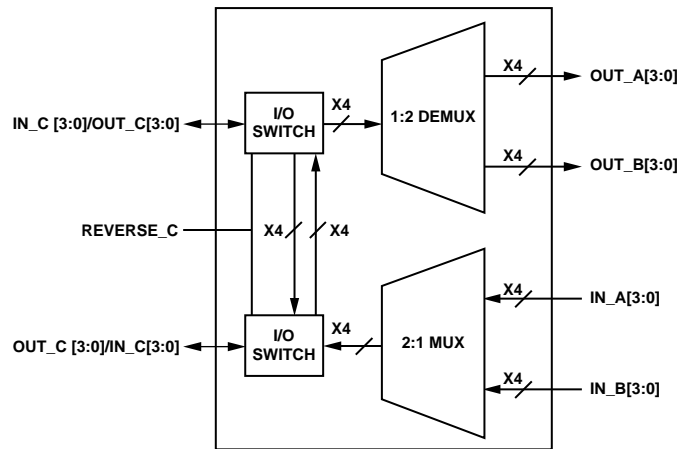 X4
OUT_A[3:0]
I/O
SWITCH
X4
IN_C [3:0]/OUT_C[3:0]
1:2 DEMUX
X4
OUT_B[3:0]
REVERSE_C
X4
X4
X4
IN_A[3:0]
I/O
SWITCH
X4
OUT_C [3:0]/IN_C[3:0]
2:1 MUX
X4
IN_B[3:0]